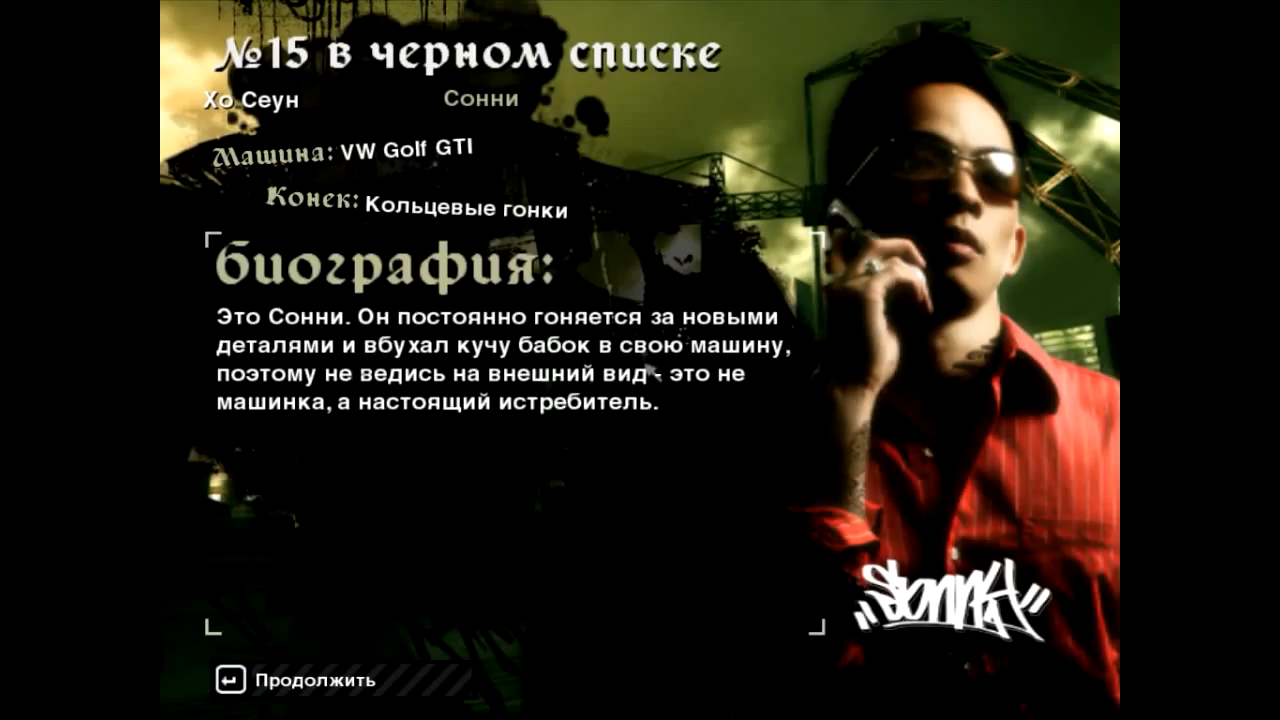 №15 в черном списке
Хо Сеун Сонни
Машина: VW Golf GTI
Конек: Кольцевые гонки
биография:
Это Сонни. Он постоянно гоняется за новыми
деталями и вбухал кучу бабок в свою машину,
поэтому не ведись на внешний вид - это не
машинка, а настоящий истребитель.
"Sonny"
Продолжить